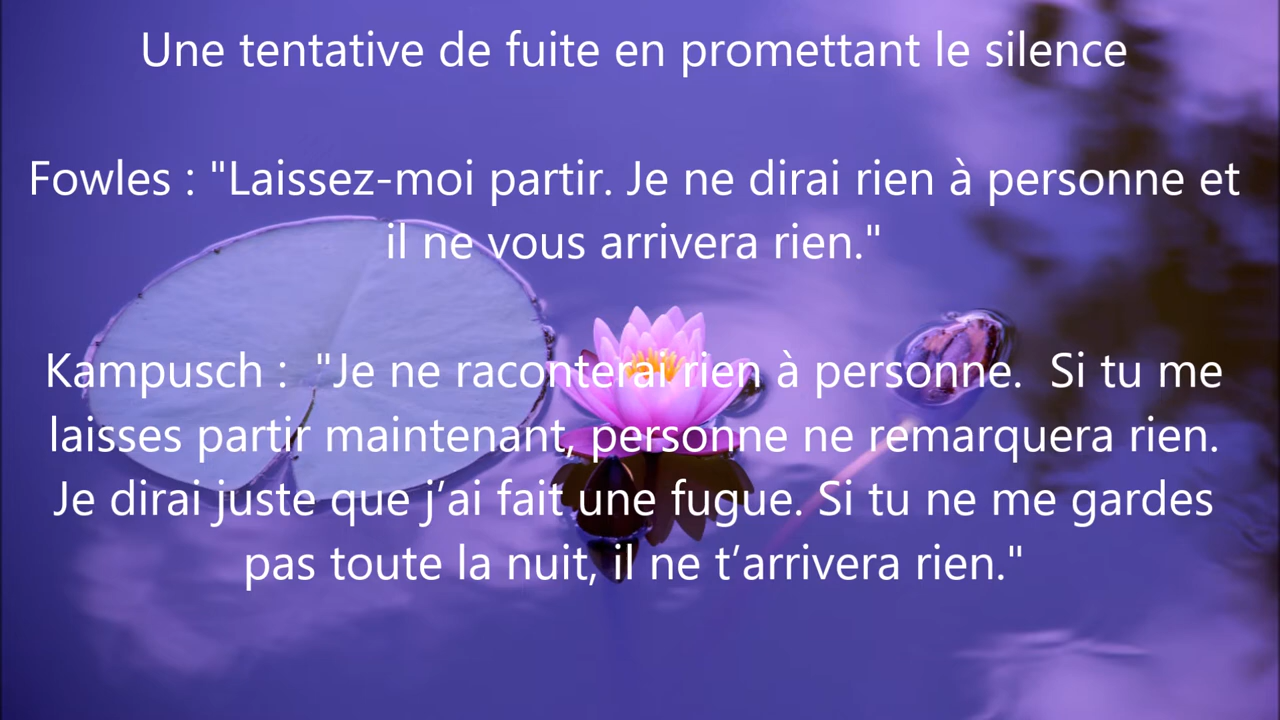 Une tentative de fuite en promettant le silence
Fowles : "Laissez-moi partir. Je ne dirai rien à personne et
il ne vous arrivera rien."
Kampusch :  "Je ne raconterai rien à personne.  Si tu me
laisses partir maintenant, personne ne remarquera rien.
Je dirai juste que j’ai fait une fugue. Si tu ne me gardes
pas toute la nuit, il ne t’arrivera rien."